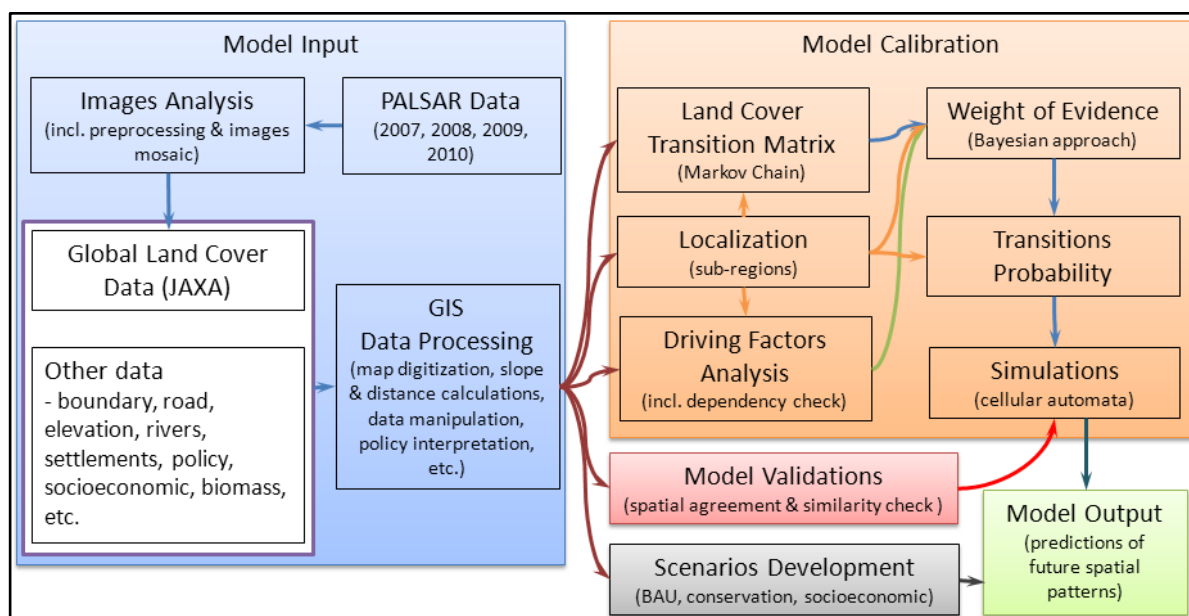 Model Input
Images Analysis
(incl. preprocessing & images
mosaic)
PALSAR Data
(2007, 2008, 2009,
2010)
Global Land Cover
Data (JAXA)
Other data
- boundary, road,
elevation, rivers,
settlements, policy,
socioeconomic, biomass,
etc.
GIS
Data Processing
(map digitization, slope
& distance calculations,
data manipulation,
policy interpretation,
etc.)
Model Calibration
Land Cover
Transition Matrix
(Markov Chain)
Weight of Evidence
(Bayesian approach)
Localization
(sub-regions)
Transitions
Probability
Driving Factors
Analysis
(incl. dependency check)
Simulations
(cellular automata)
Model Validations
(spatial agreement & similarity check )
Scenarios Development
(BAU, conservation, socioeconomic)
Model Output
(predictions of
future spatial
patterns)